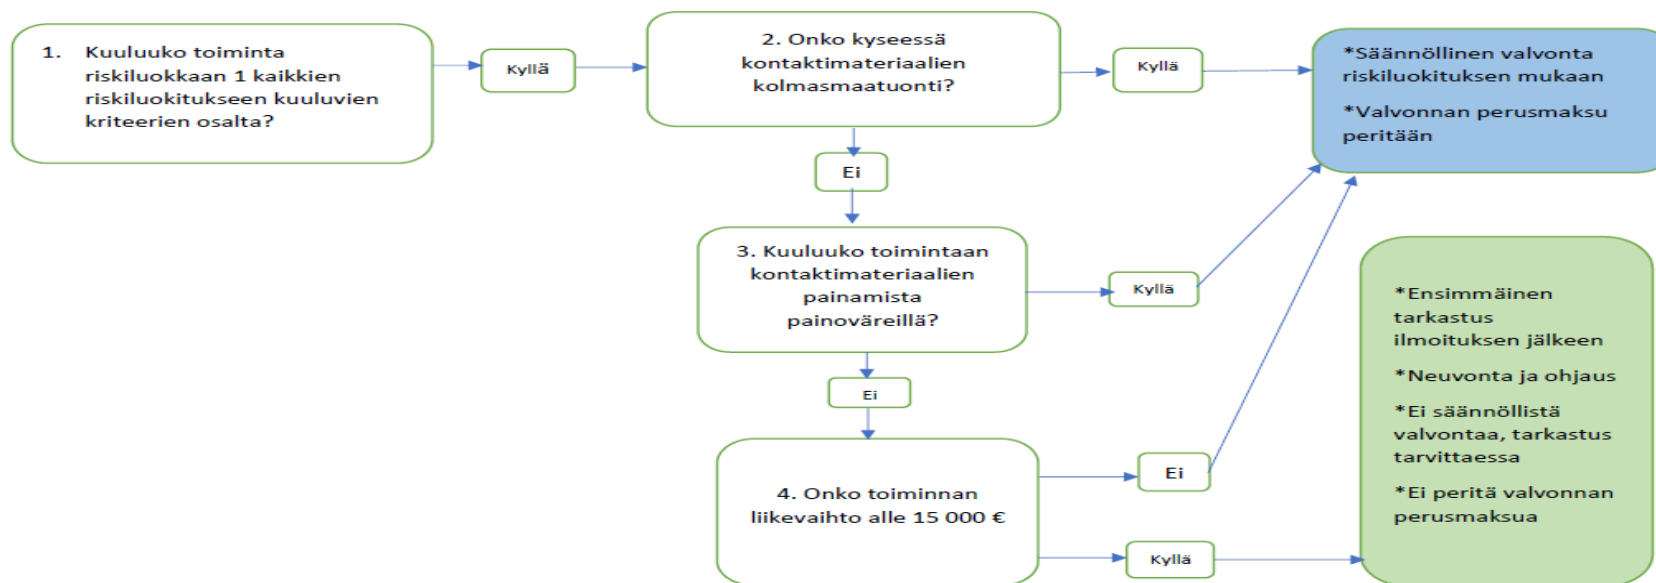 1. Kuuluuko toiminta
riskiluokkaan 1 kaikkien
riskiluokitukseen kuuluvien
kriteerien osalta?
Kyllä
2. Onko kyseessä
kontaktimateriaalien
kolmasmaatuonti?
Kyllä
*Säännöllinen valvonta
riskiluokituksen mukaan
*Valvonnan perusmaksu
peritään
Ei
3. Kuuluuko toimintaan
kontaktimateriaalien
painamista
painoväreillä?
Kyllä
Ei
4. Onko toiminnan
liikevaihto alle 15 000 €
Ei
Kyllä
*Ensimmäinen
tarkastus
ilmoituksen jälkeen
*Neuvonta ja ohjaus
*Ei säännöllistä
valvontaa, tarkastus
tarvittaessa
*Ei peritä valvonnan
perusmaksua